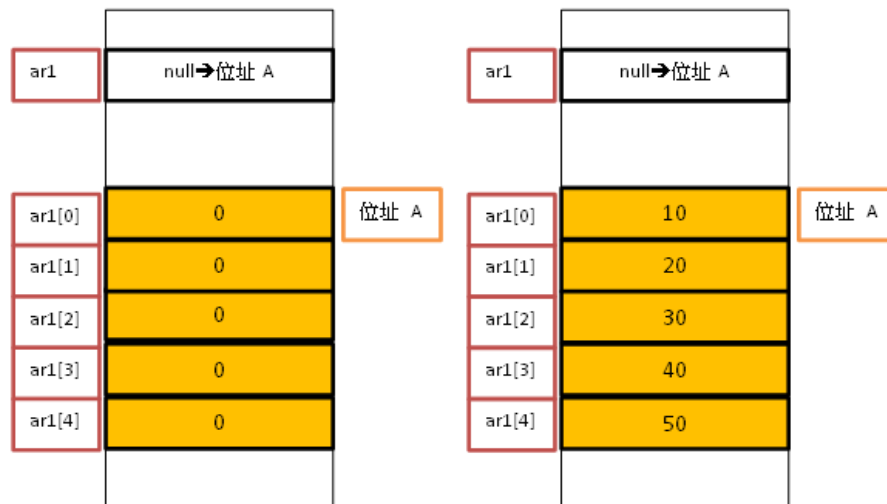 ar1
null➔位址 A
ar1[0]
0
位址 A
ar1[1]
0
ar1[2]
0
ar1[3]
0
ar1[4]
0
ar1
null➔位址 A
ar1[0]
10
位址 A
ar1[1]
20
ar1[2]
30
ar1[3]
40
ar1[4]
50